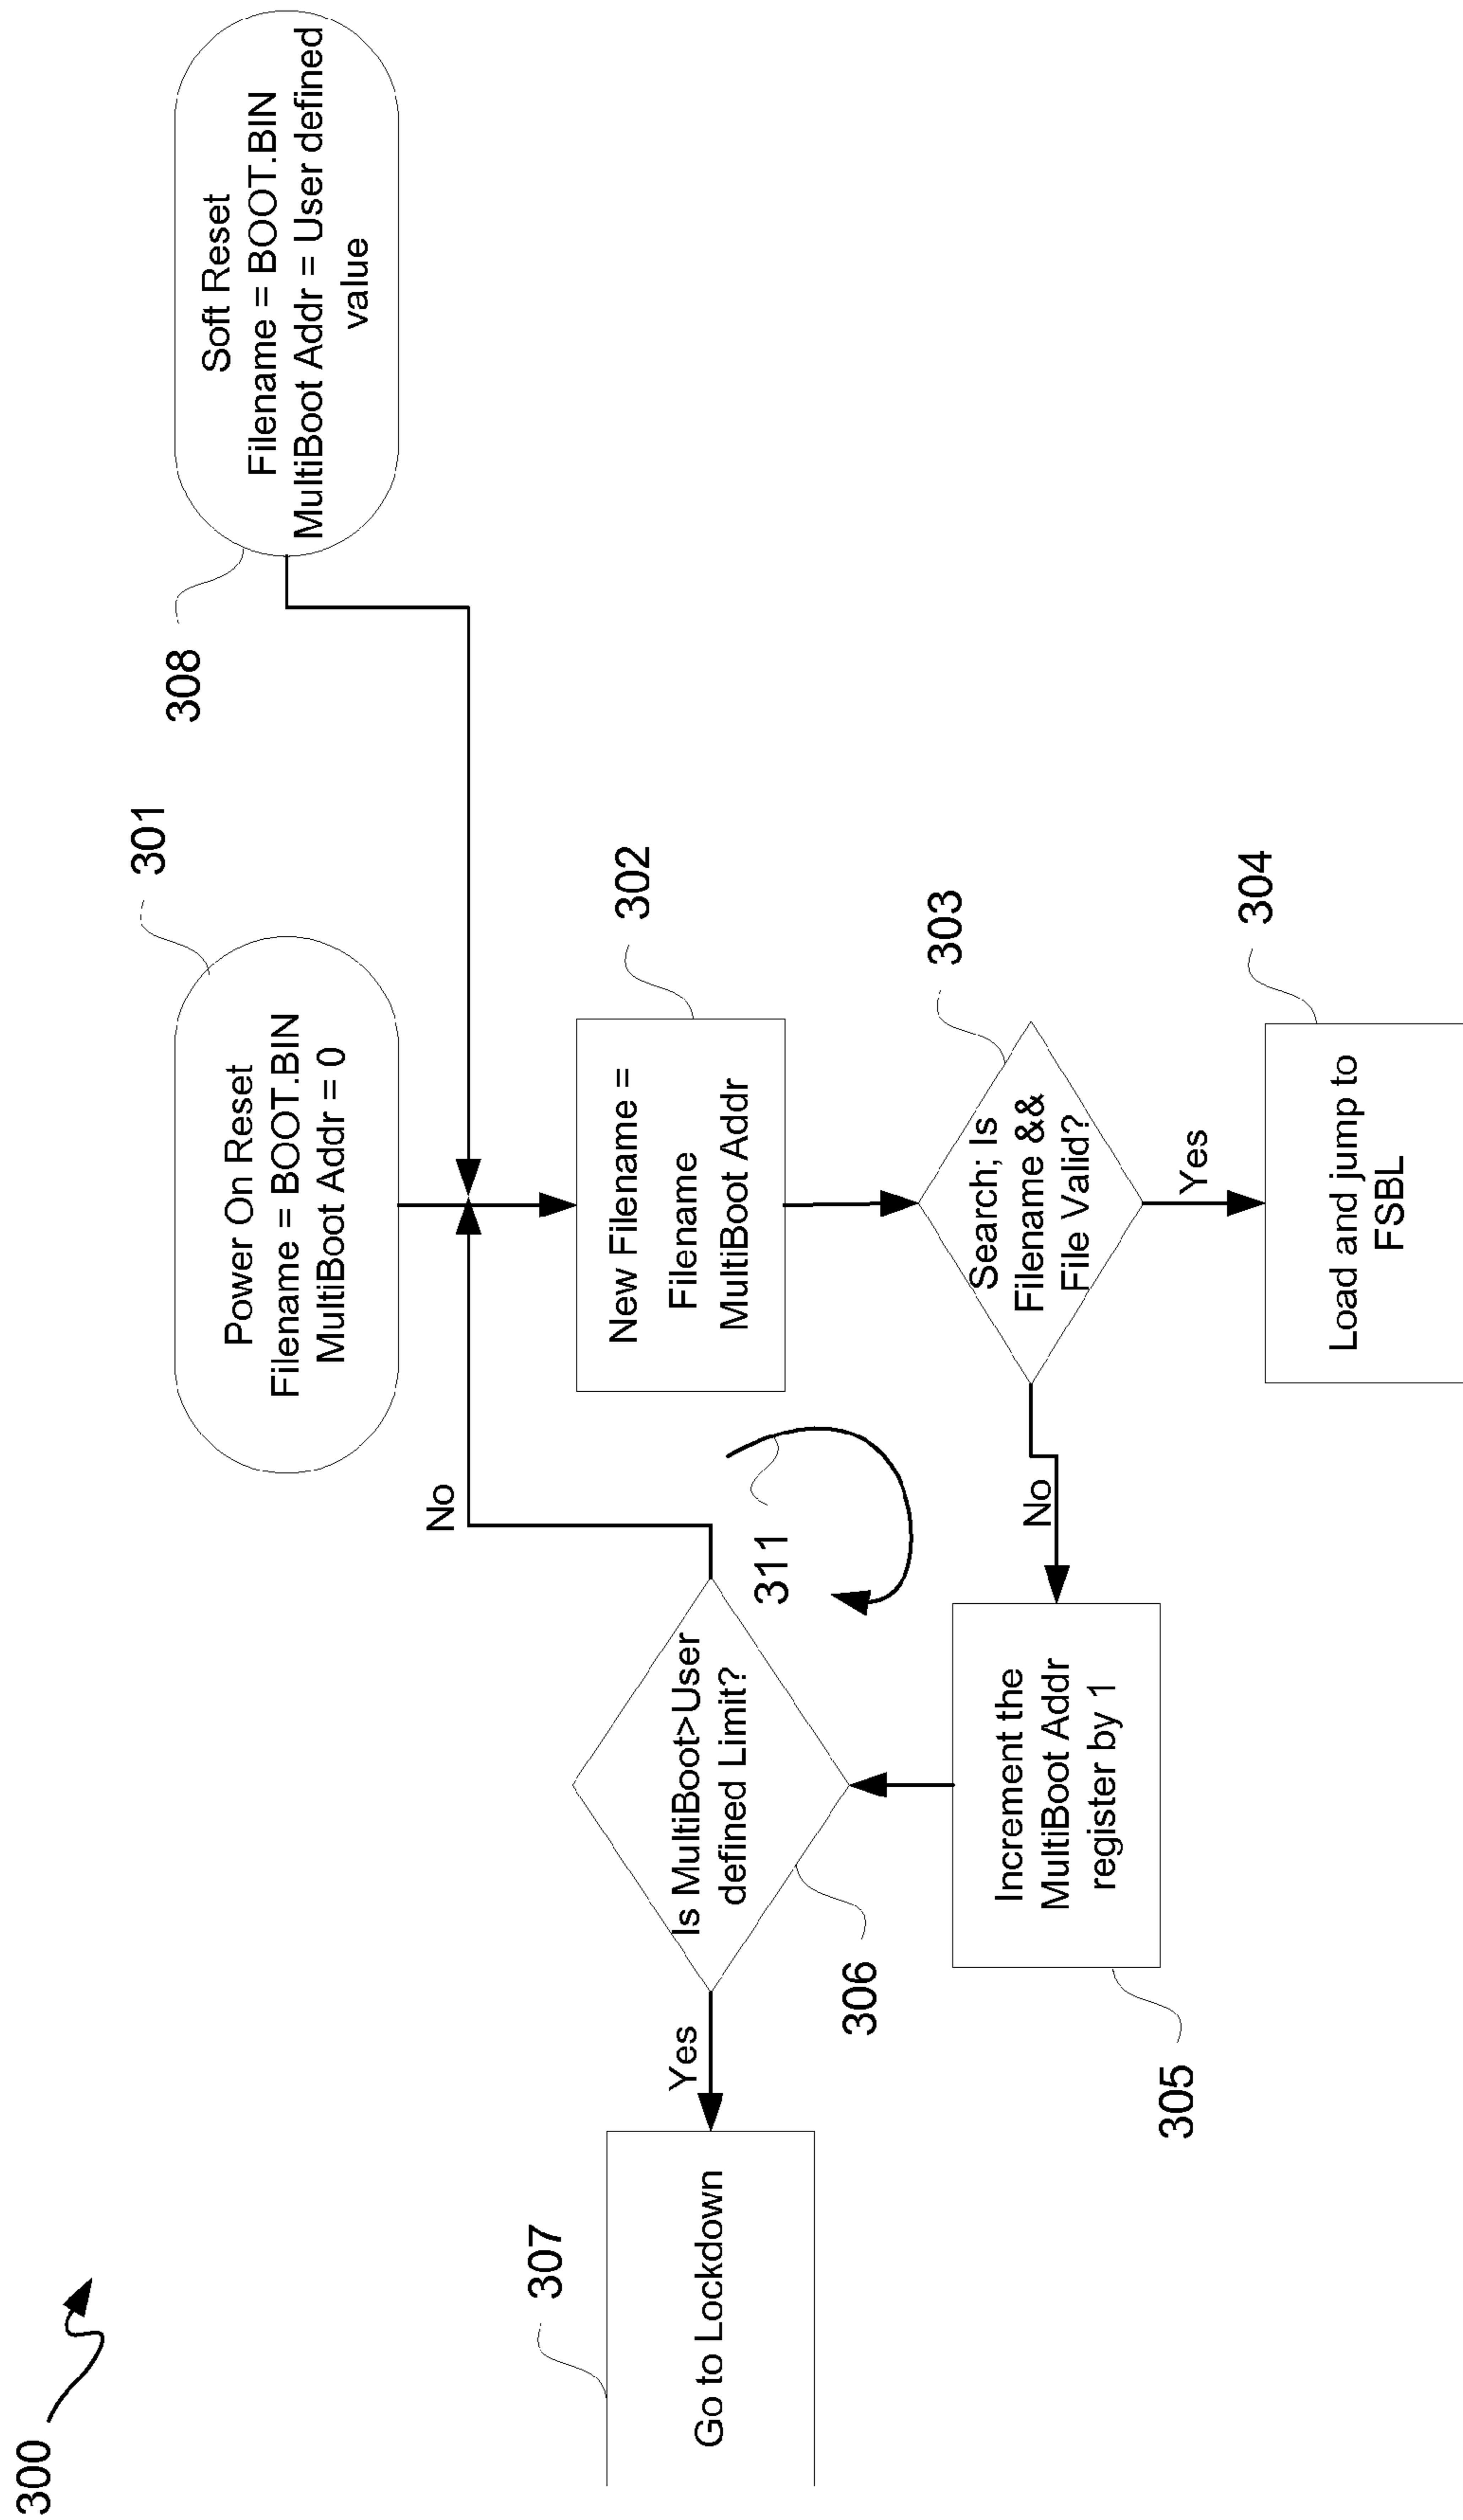 300
Power On Reset
Filename = BOOT.BIN
MultiBoot Addr = 0
301
Soft Reset
Filename = BOOT.BIN
MultiBoot Addr = User defined
value
308
No
New Filename =
Filename
MultiBoot Addr
302
311
Go to Lockdown
307
Yes
Is MultiBoot>User
defined Limit?
306
Search; Is
Filename &&
File Valid?
303
No
Increment the
MultiBoot Addr
register by 1
305
Yes
Load and jump to
FSBL
304